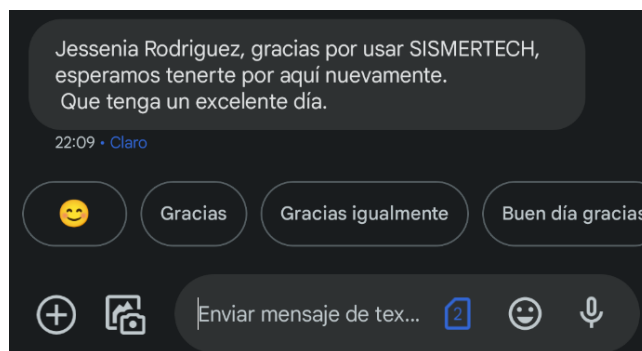 Jessenia Rodriguez, gracias por usar SISMERTECH,
esperamos tenerte por aquí nuevamente.
Que tenga un excelente día.
22:09 • Claro
😊 Gracias Gracias igualmente Buen día gracias
Enviar mensaje de tex... 2